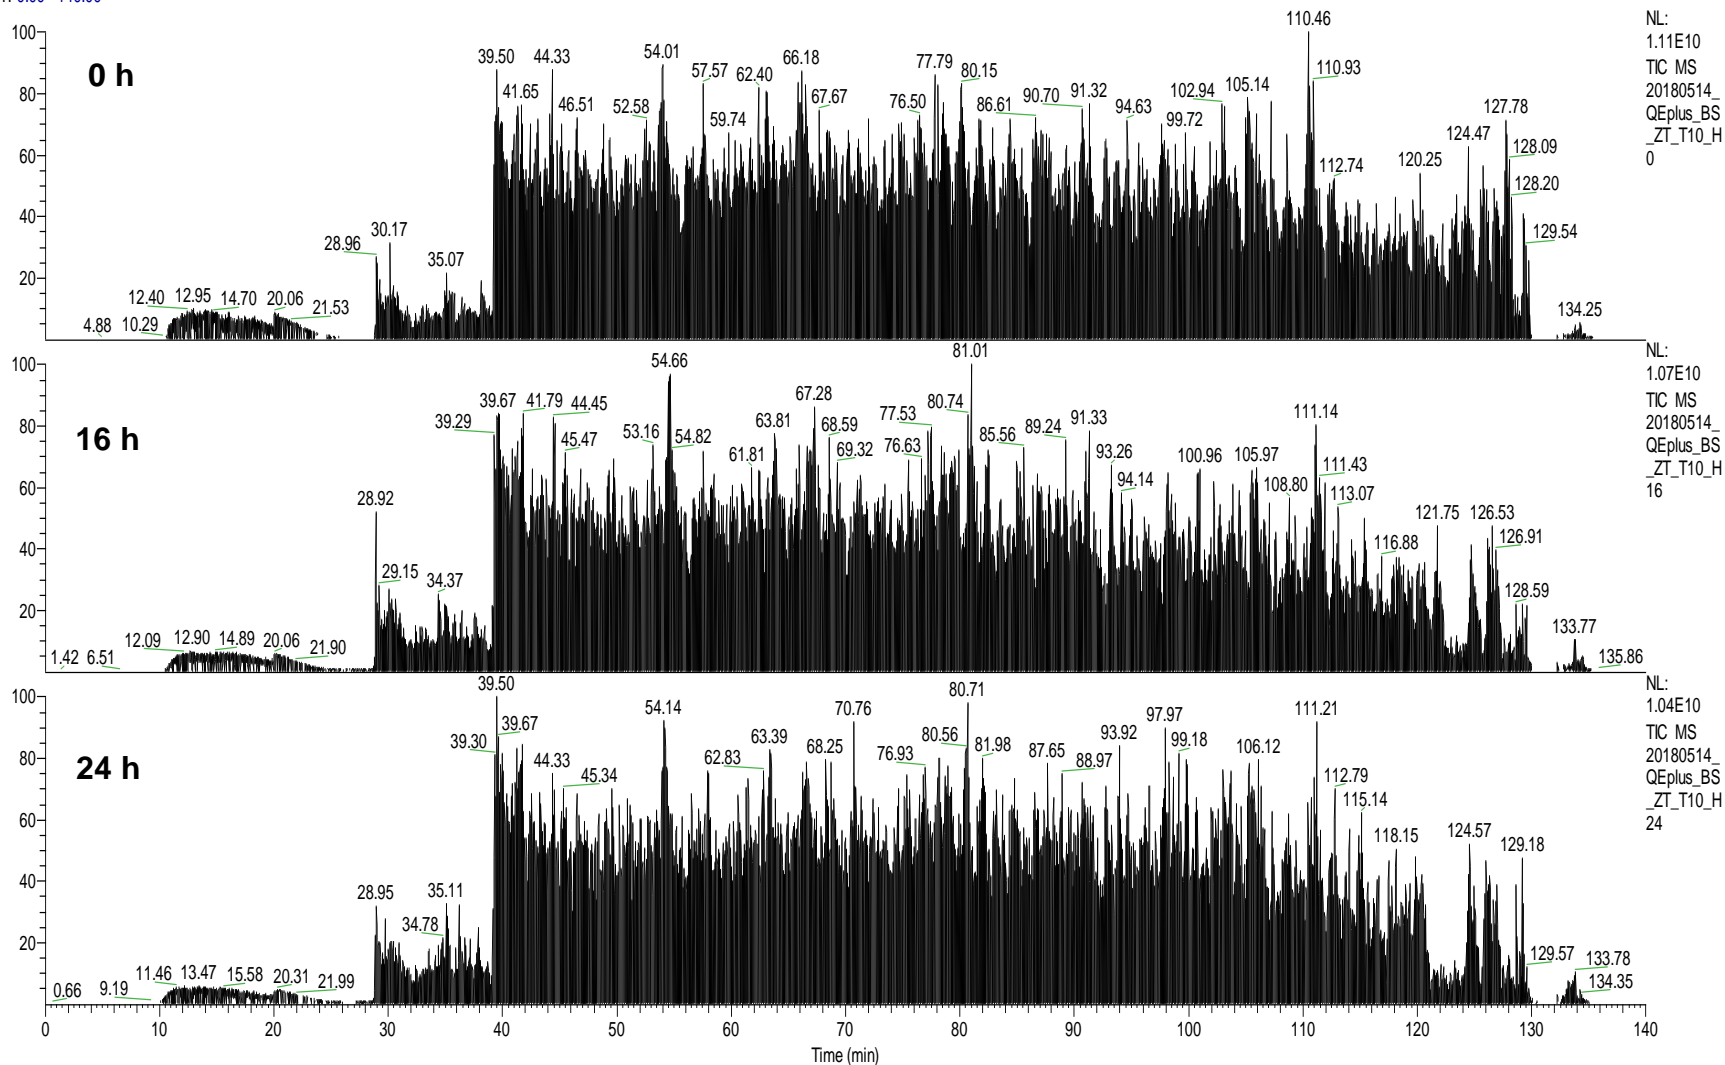 110.46
39.50 44.33 54.01 66.18 77.79 80.15 110.93
57.57 62.40 102.94 105.14
41.65 46.51 52.58 59.74 67.67 76.50 86.61 90.70 91.32 94.63 99.72 127.78
124.47 128.09
112.74 120.25 128.20
0 h
28.96 30.17 35.07 129.54
12.40 12.95 14.70 20.06 21.53
4.88 10.29 134.25
100
80
60
40
20
NL:
1.11E10
TIC MS
20180514_
QEplus_BS
_ZT_T10_H
0
54.66 81.01
39.67 41.79 44.45 67.28 80.74
39.29 45.47 53.16 54.82 61.81 63.81 68.59 69.32 77.53 76.63 85.56 89.24 91.33 111.14
93.26 94.14 100.96 105.97 108.80 111.43 113.07
16 h
28.92 121.75 126.53
116.88 126.91
29.15 34.37 128.59
12.09 12.90 14.89 20.06 21.90 133.77
1.42 6.51 135.86
100
80
60
40
20
NL:
1.07E10
TIC MS
20180514_
QEplus_BS
_ZT_T10_H
16
39.50 80.71
39.67 54.14 70.76 97.97 111.21
39.30 44.33 45.34 62.83 63.39 68.25 76.93 80.56 81.98 87.65 88.97 93.92 99.18 106.12
112.79 115.14
24 h
118.15 124.57 129.18
28.95 34.78 35.11
129.57 133.78
11.46 13.47 15.58 20.31 21.99 134.35
0.66 9.19
100
80
60
40
20
0
NL:
1.04E10
TIC MS
20180514_
QEplus_BS
_ZT_T10_H
24
0 10 20 30 40 50 60 70 80 90 100 110 120 130 140
Time (min)